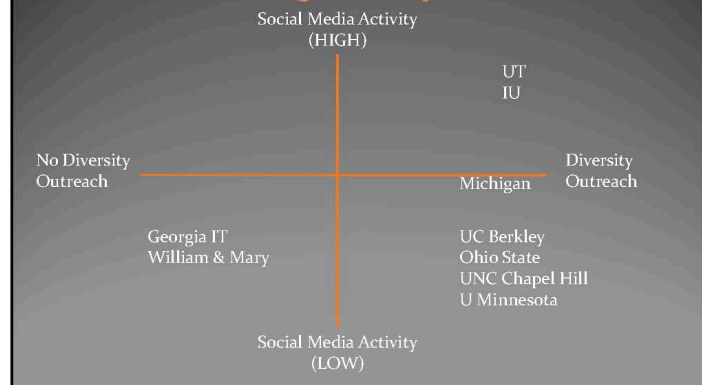 Social Media Activity
(HIGH)
UT
IU
No Diversity
Outreach
Diversity
Outreach
Michigan
Georgia IT
William & Mary
UC Berkley
Ohio State
UNC Chapel Hill
U Minnesota
Social Media Activity
(LOW)